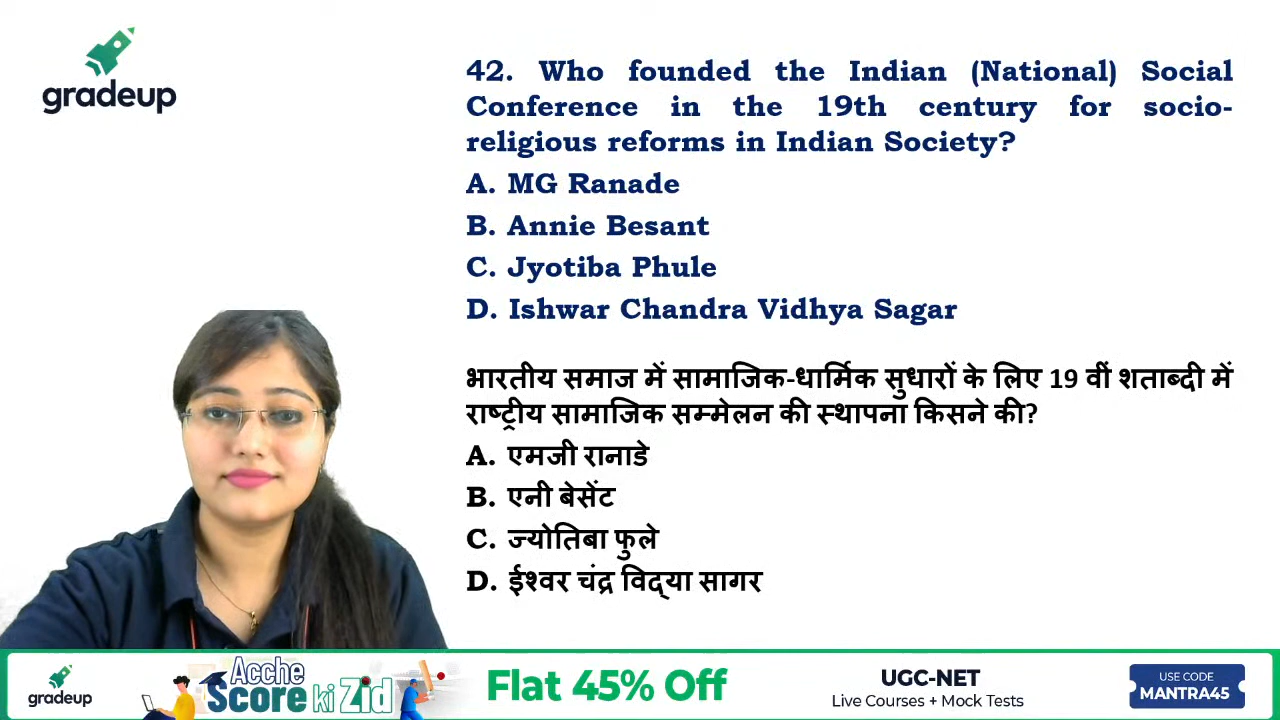 gradeup
42. Who founded the Indian (National) Social
Conference in the 19th century for socio-
religious reforms in Indian Society?
A. MG Ranade
B. Annie Besant
C. Jyotiba Phule
D. Ishwar Chandra Vidhya Sagar
भारतीय समाज में सामाजिक-धार्मिक सुधारों के लिए 19 वीं शताब्दी में
राष्ट्रीय सामाजिक सम्मेलन की स्थापना किसने की?
A. एमजी रानाडे
B. एनी बेसेंट
C. ज्योतिबा फुले
D. ईश्वर चंद्र विद्या सागर
gradeup
Acche
Score ki Zid
Flat 45% Off
UGC-NET
Live Courses + Mock Tests
USE CODE
MANTRA45